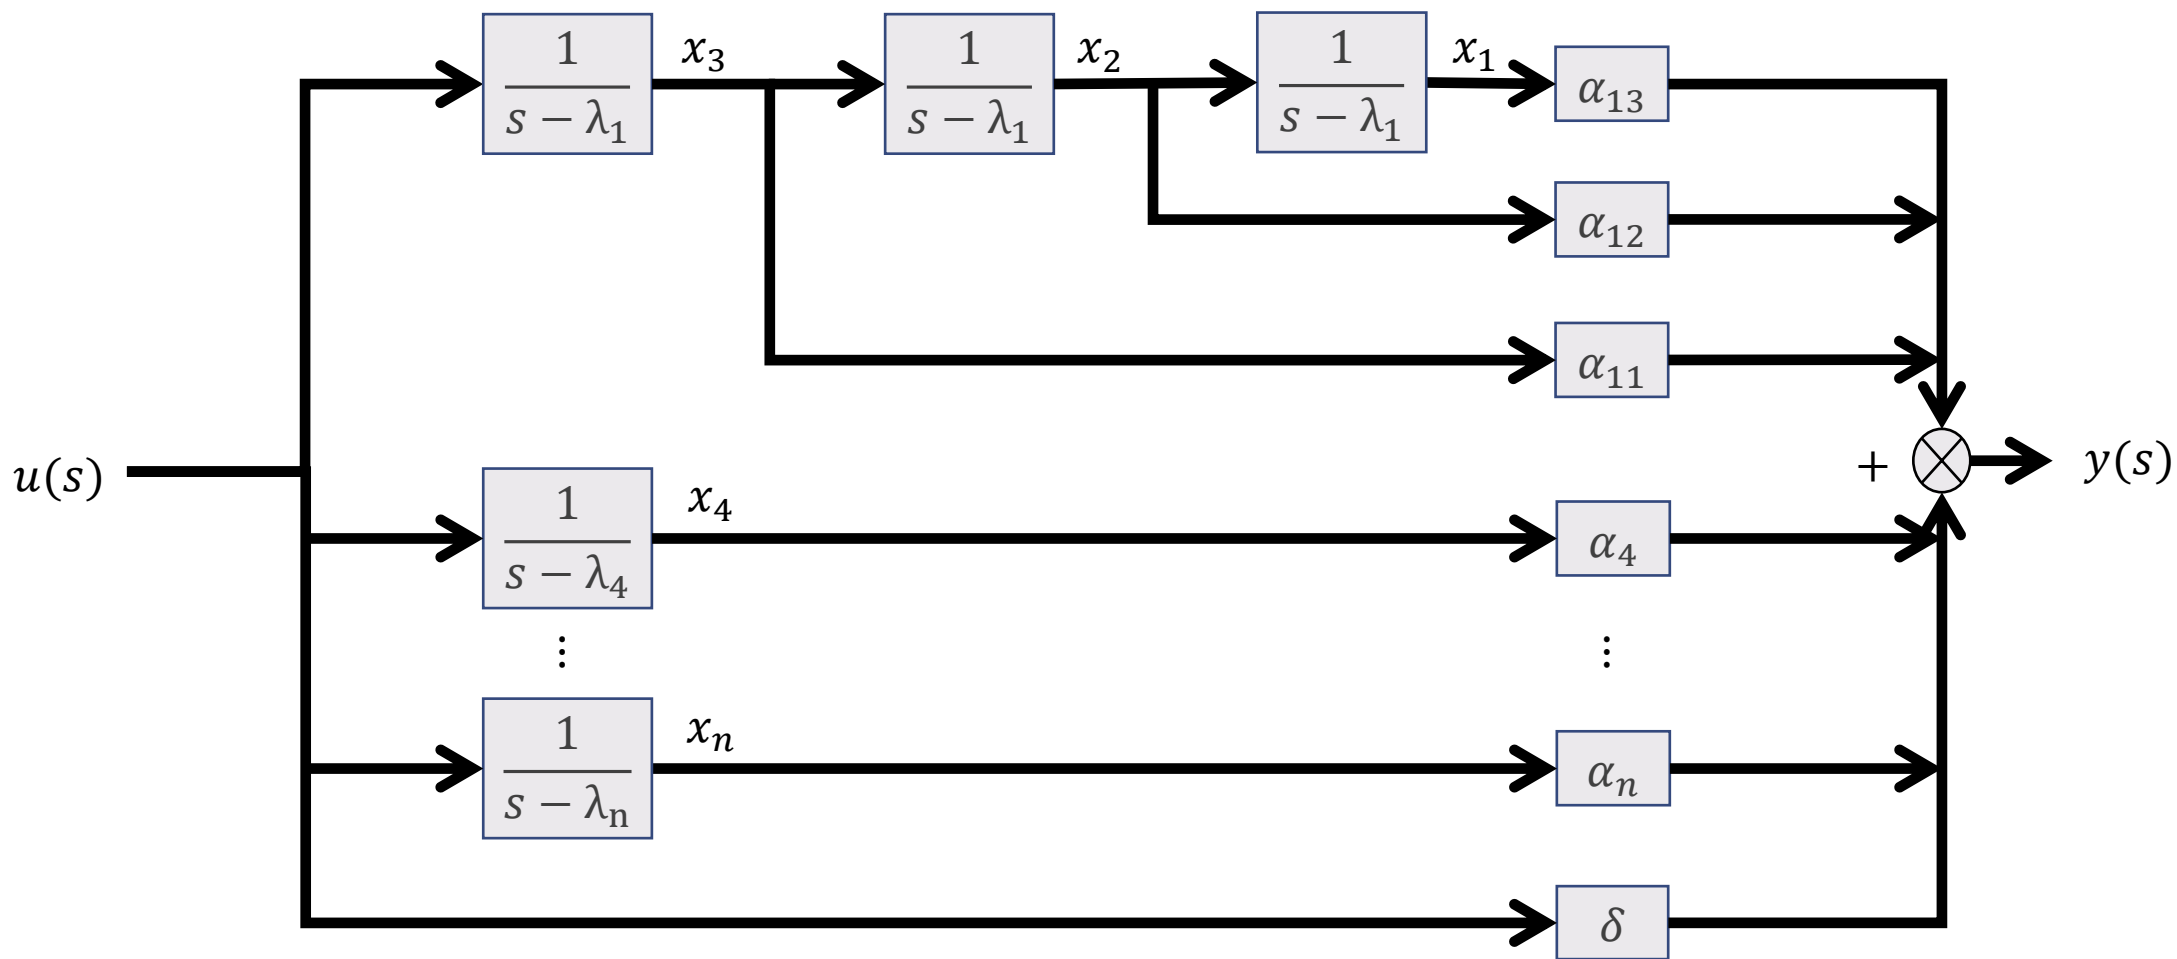 1 / s − λ₁
x₃
1 / s − λ₁
x₂
1 / s − λ₁
x₁
α₁₃
α₁₂
α₁₁
u(s)
+
y(s)
1 / s − λ₄
x₄
α₄
⋮
⋮
1 / s − λₙ
xₙ
αₙ
δ